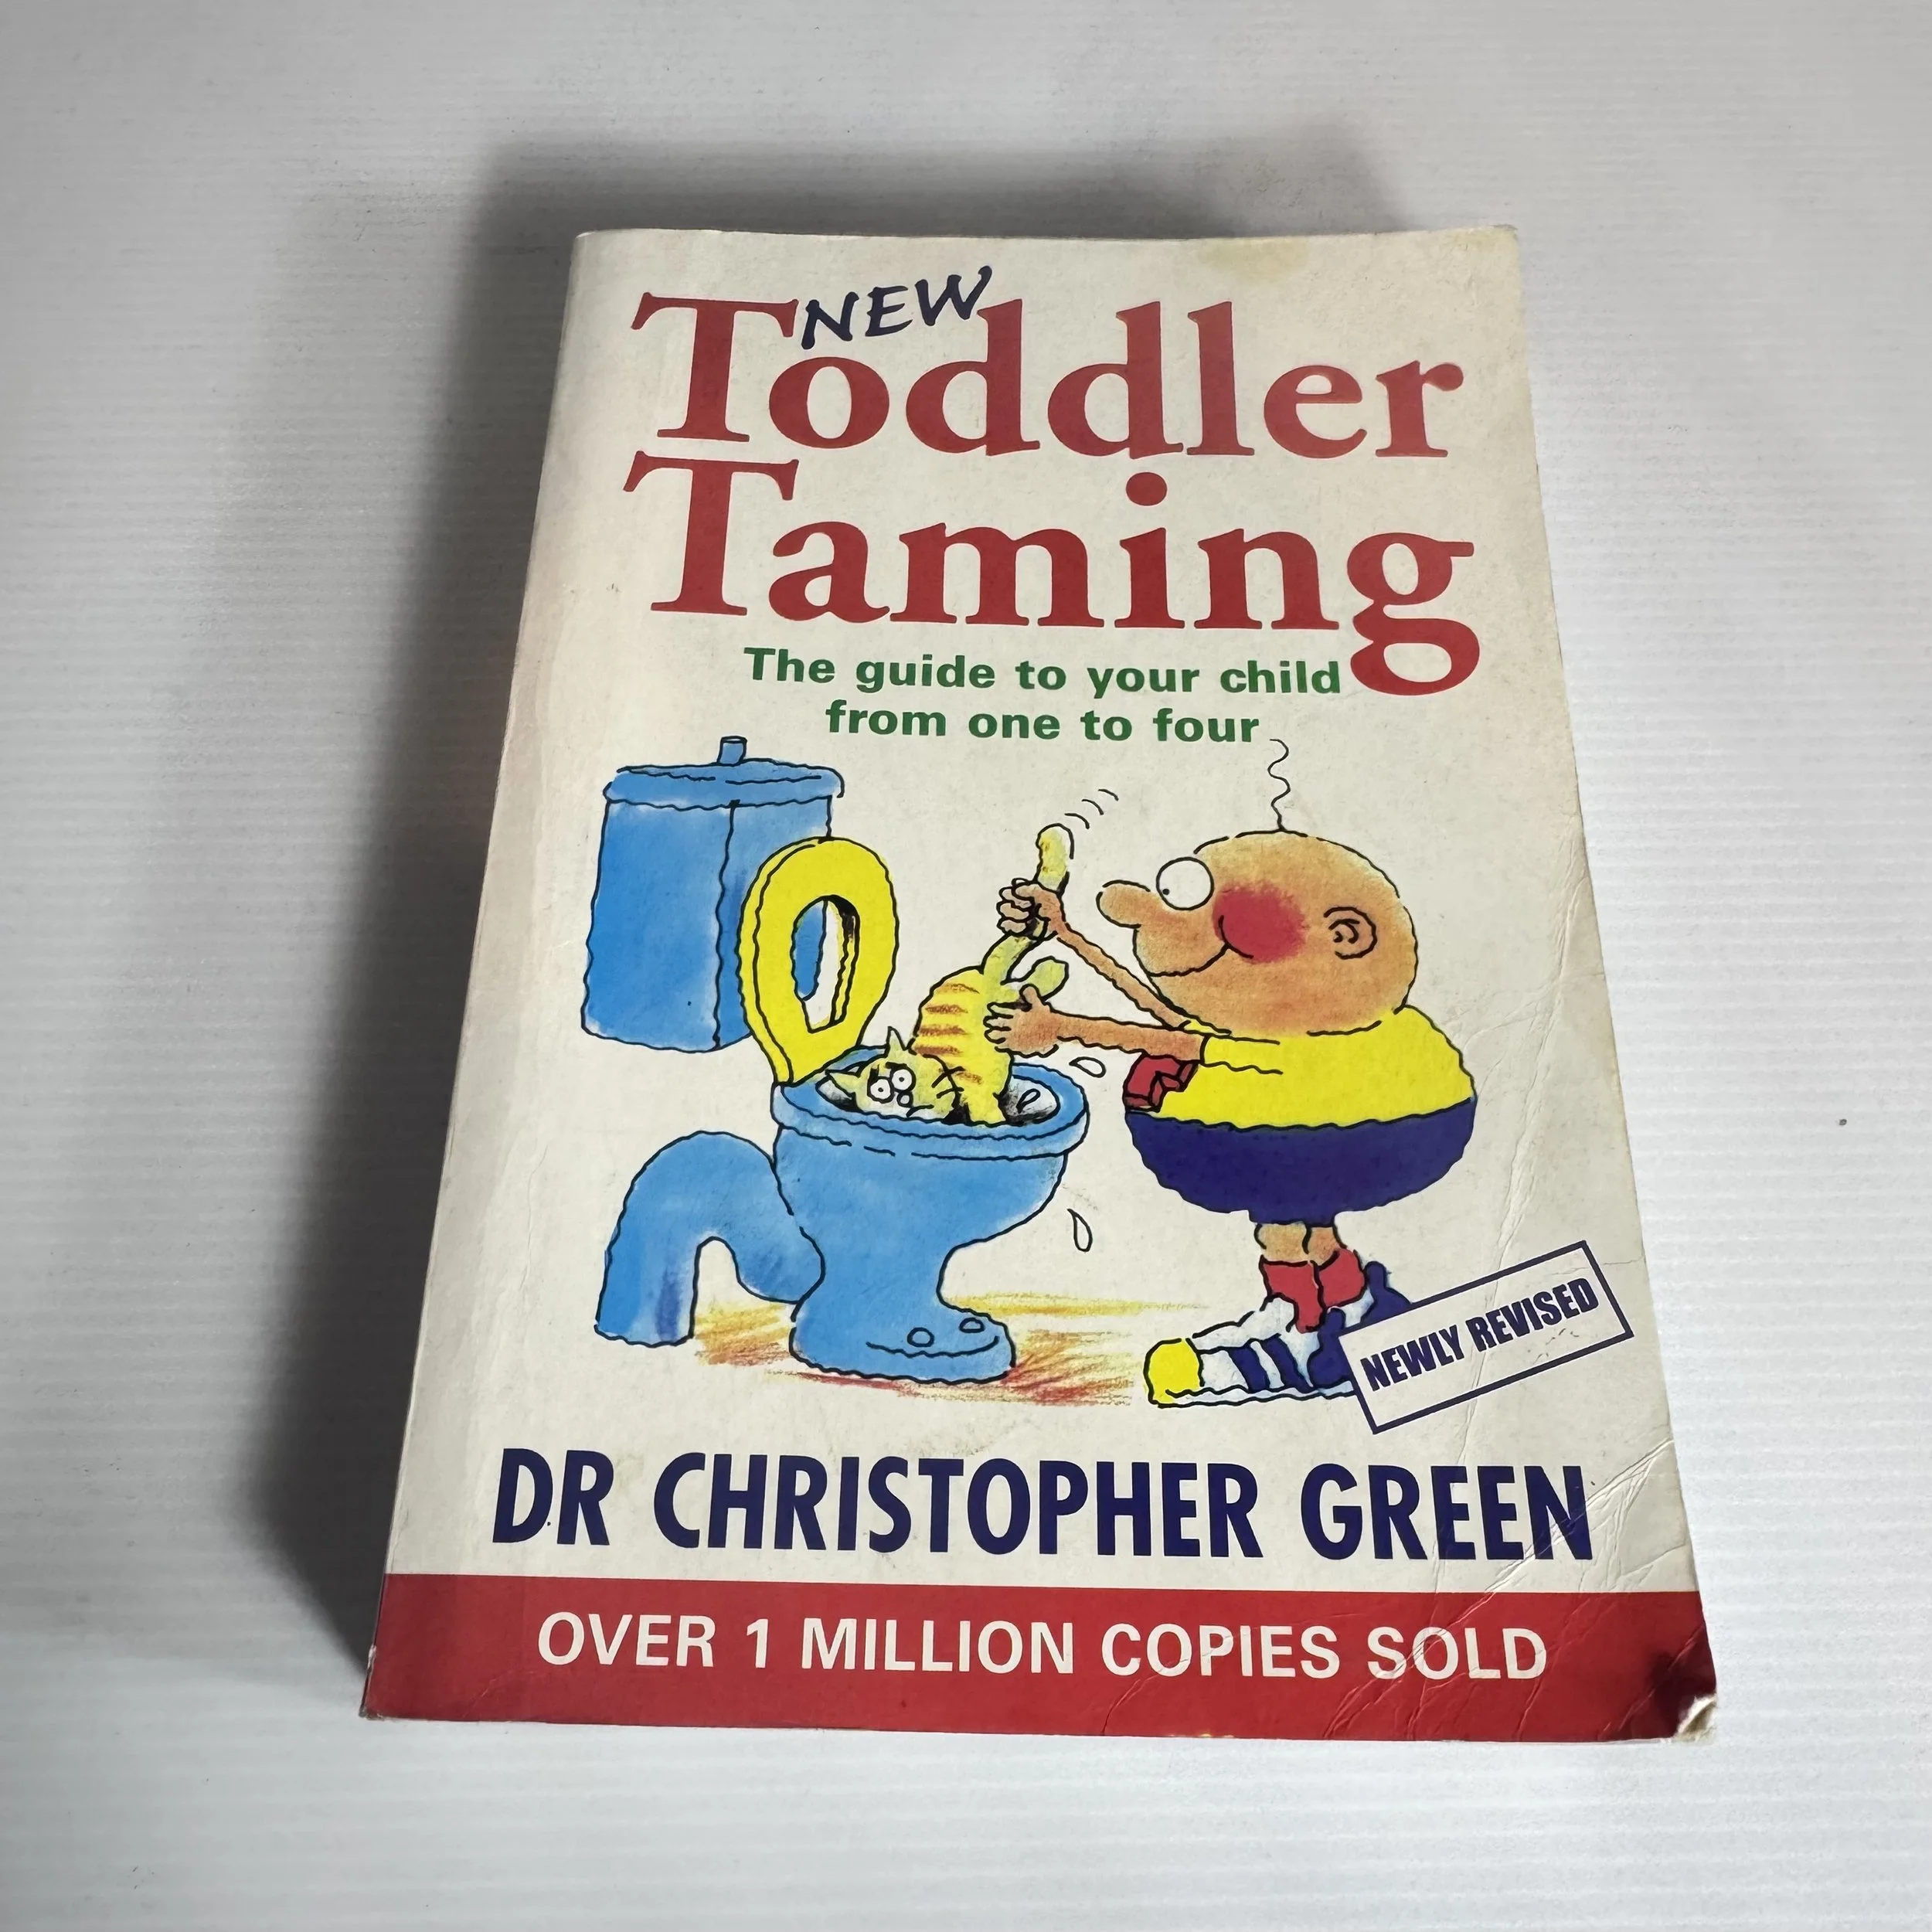 NEW
Toddler
Taming
The guide to your child
from one to four
NEWLY REVISED
DR CHRISTOPHER GREEN
OVER 1 MILLION COPIES SOLD